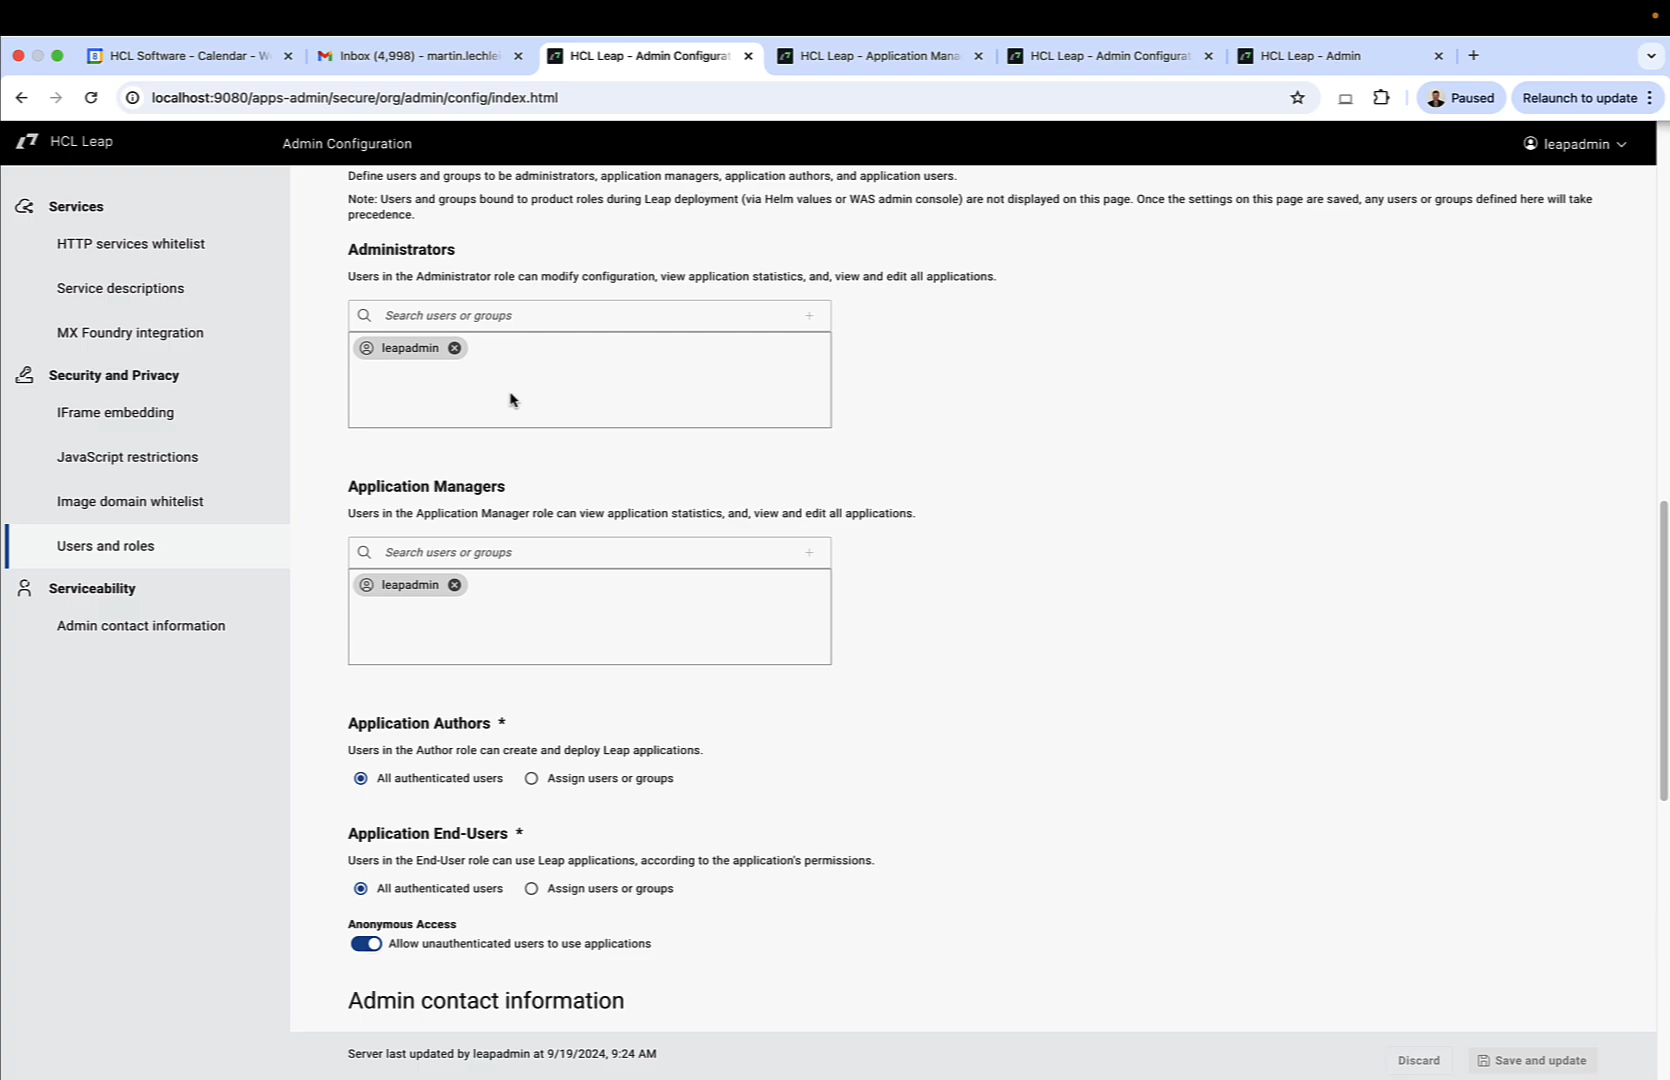 HCL Software - Calendar - W
Inbox (4,998) - martin.lechlei
HCL Leap - Admin Configurat
HCL Leap - Application Mana
HCL Leap - Admin Configurat
HCL Leap - Admin
localhost:9080/apps-admin/secure/org/admin/config/index.html
Paused
Relaunch to update
HCL Leap
Admin Configuration
leapadmin
Services
HTTP services whitelist
Service descriptions
MX Foundry integration
Security and Privacy
IFrame embedding
JavaScript restrictions
Image domain whitelist
Users and roles
Serviceability
Admin contact information
Define users and groups to be administrators, application managers, application authors, and application users.
Note: Users and groups bound to product roles during Leap deployment (via Helm values or WAS admin console) are not displayed on this page. Once the settings on this page are saved, any users or groups defined here will take
precedence.
Administrators
Users in the Administrator role can modify configuration, view application statistics, and, view and edit all applications.
Search users or groups
leapadmin
Application Managers
Users in the Application Manager role can view application statistics, and, view and edit all applications.
Search users or groups
leapadmin
Application Authors *
Users in the Author role can create and deploy Leap applications.
All authenticated users Assign users or groups
Application End-Users *
Users in the End-User role can use Leap applications, according to the application's permissions.
All authenticated users Assign users or groups
Anonymous Access
Allow unauthenticated users to use applications
Admin contact information
Server last updated by leapadmin at 9/19/2024, 9:24 AM
Discard
Save and update